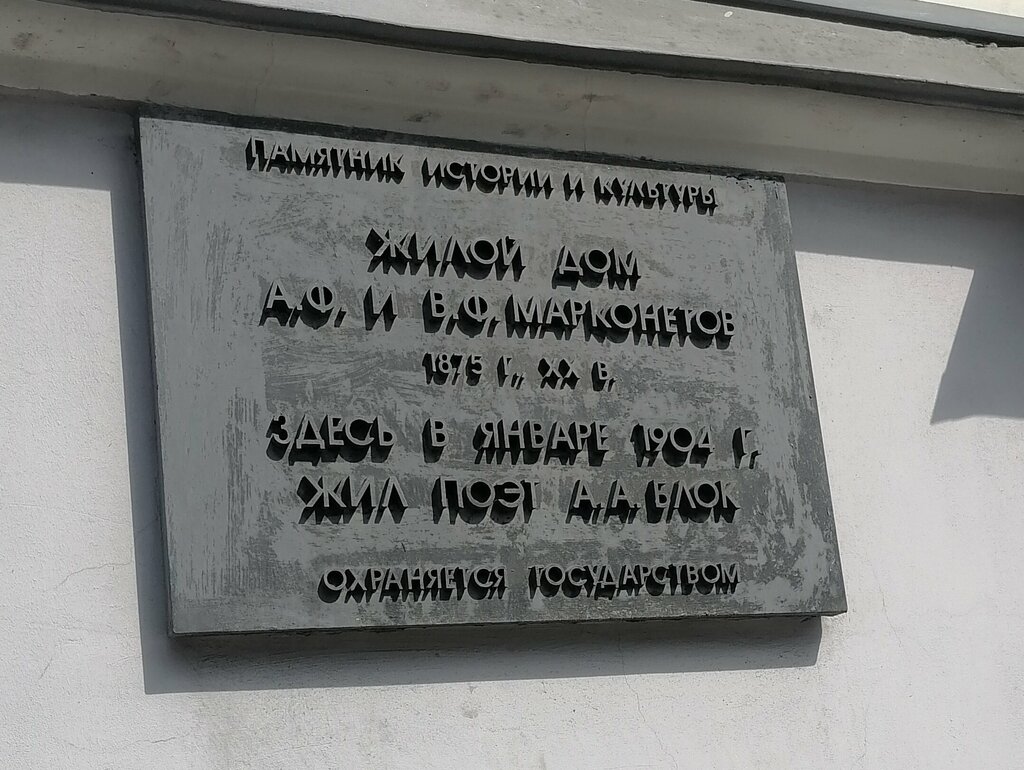 ПАМЯТНИК ИСТОРИИ И КУЛЬТУРЫ
ЖИЛОЙ ДОМ
А.Ф. И В.Ф. МАРКОНЕТОВ
1875 Г., XX В.
ЗДЕСЬ В ЯНВАРЕ 1904 Г.
ЖИЛ ПОЭТ А.А. БЛОК
ОХРАНЯЕТСЯ ГОСУДАРСТВОМ